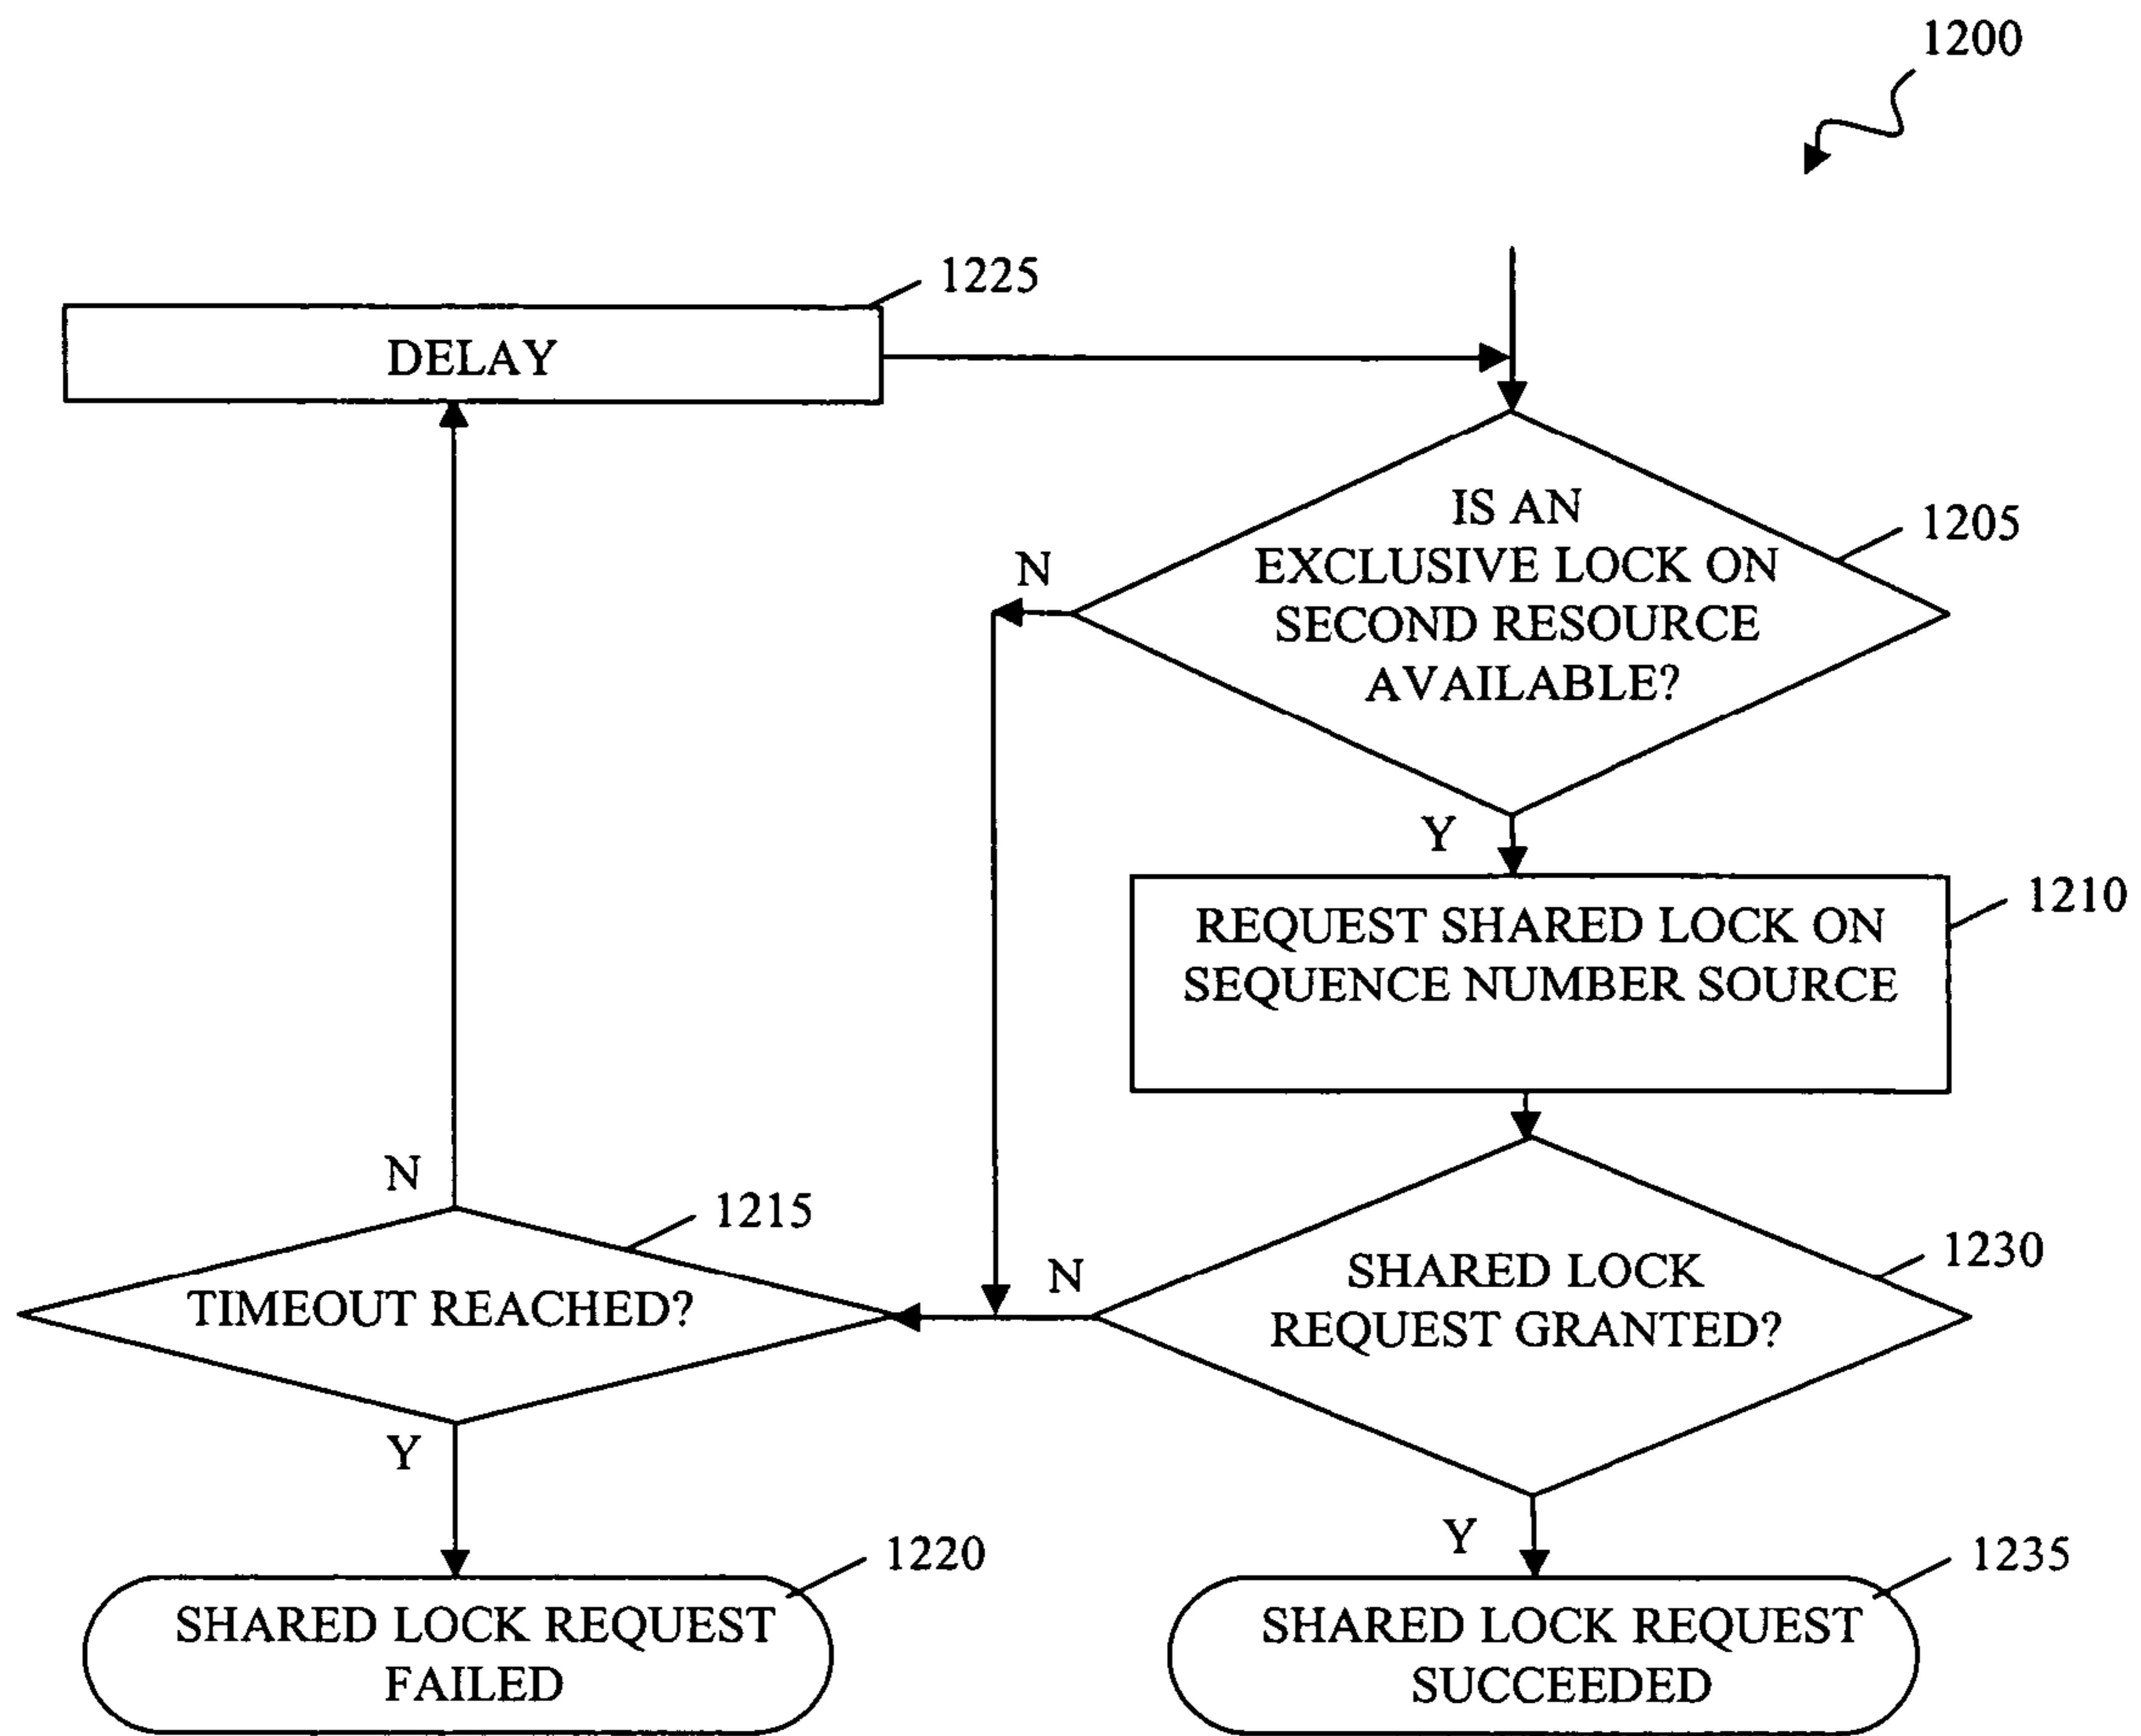 1200
1225
DELAY
IS AN
EXCLUSIVE LOCK ON
SECOND RESOURCE
AVAILABLE?
1205
N
Y
REQUEST SHARED LOCK ON
SEQUENCE NUMBER SOURCE
1210
N
TIMEOUT REACHED?
1215
N
SHARED LOCK
REQUEST GRANTED?
1230
Y
Y
SHARED LOCK REQUEST
FAILED
1220
SHARED LOCK REQUEST
SUCCEEDED
1235